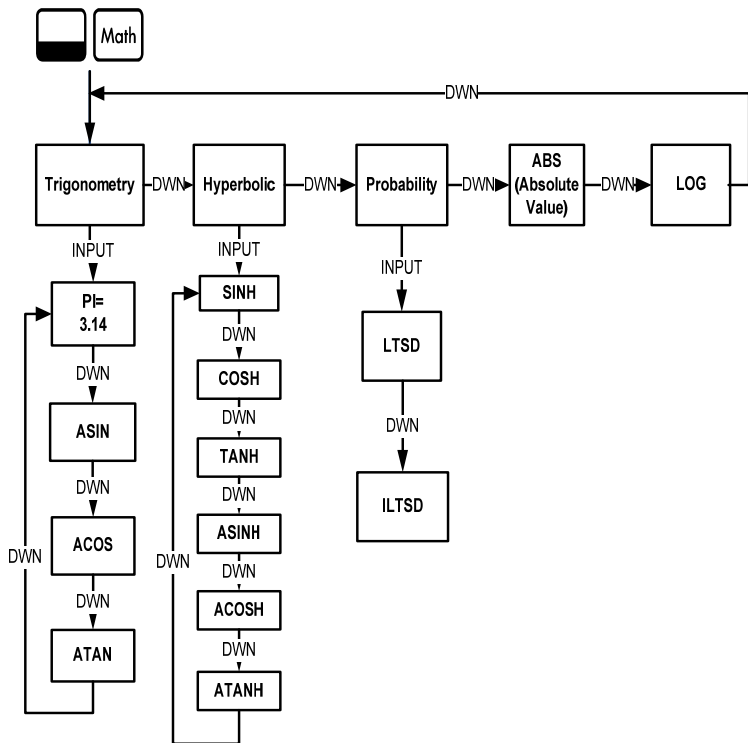 Math
DWN
Trigonometry
DWN
Hyperbolic
DWN
Probability
DWN
ABS
(Absolute
Value)
DWN
LOG
INPUT
PI=
3.14
DWN
ASIN
DWN
ACOS
DWN
ATAN
DWN
INPUT
SINH
DWN
COSH
DWN
TANH
DWN
ASINH
DWN
ACOSH
DWN
ATANH
DWN
INPUT
LTSD
DWN
ILTSD